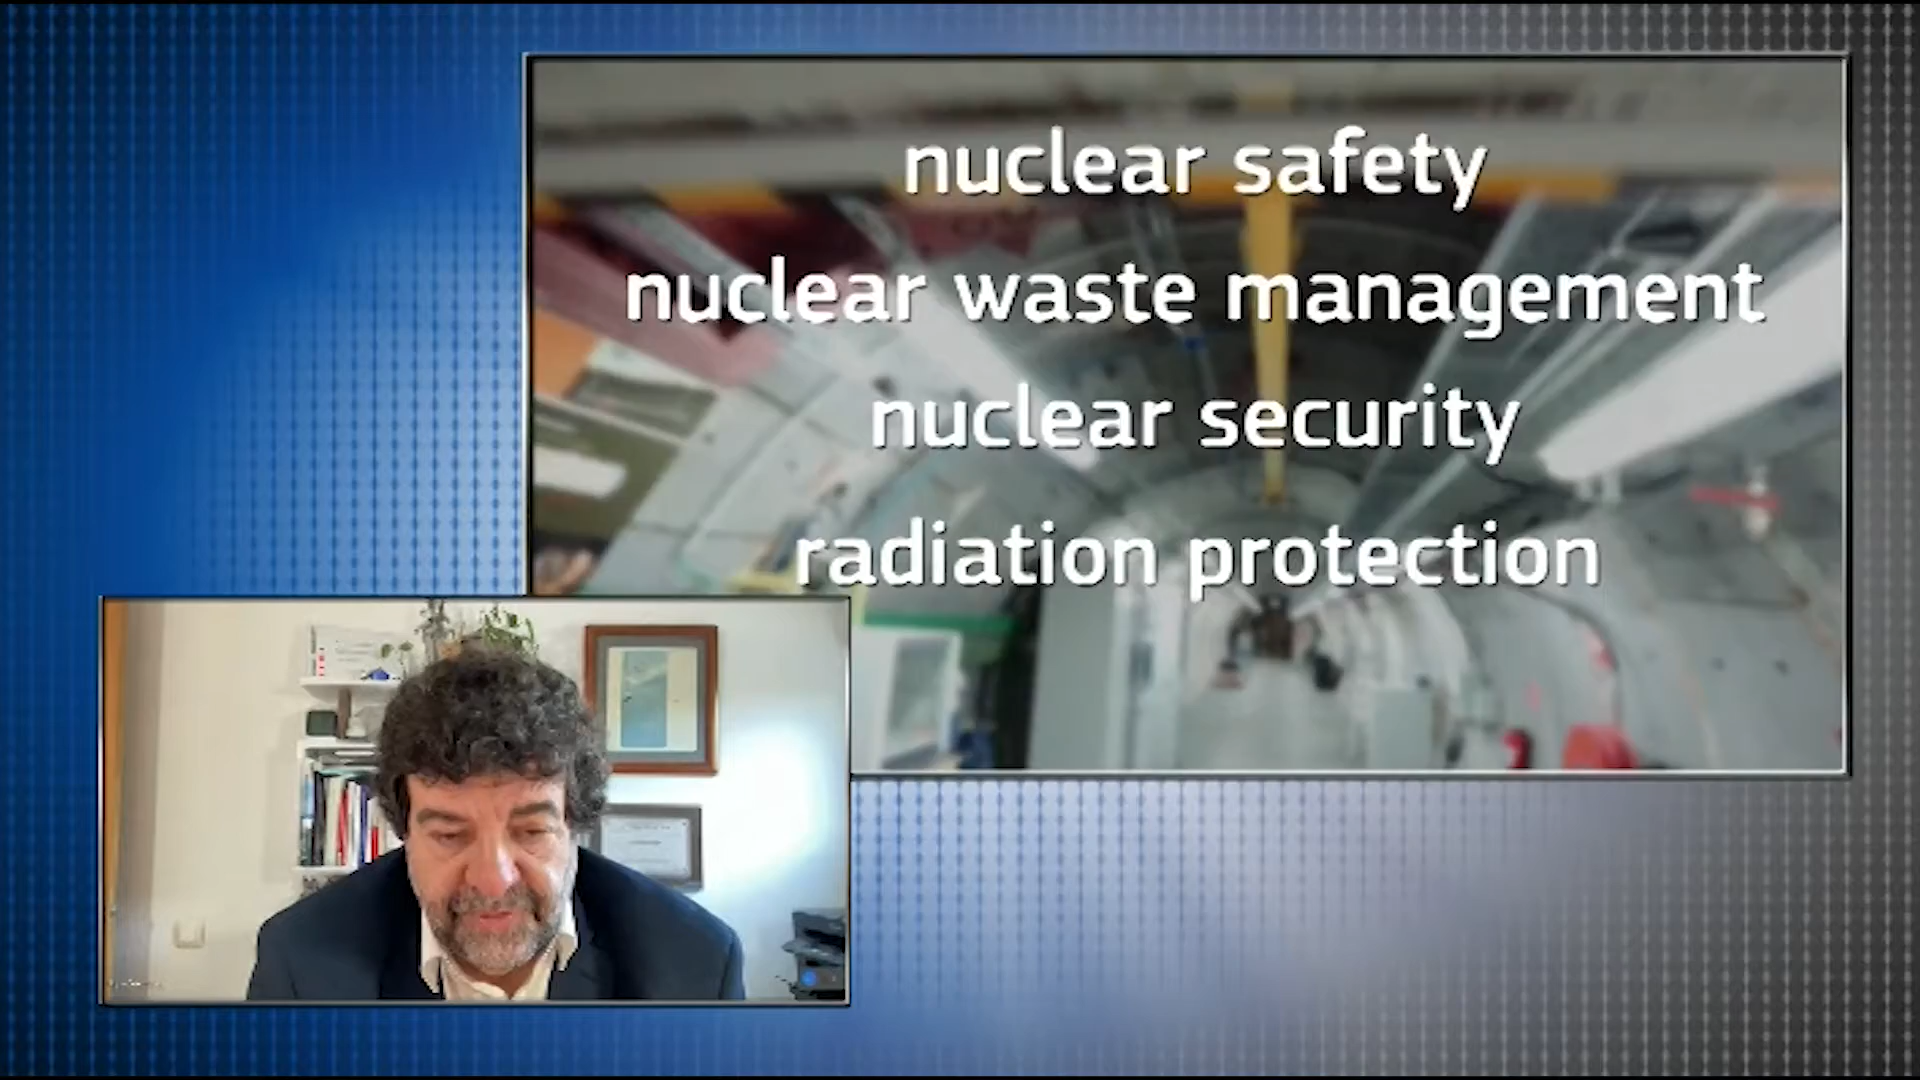 nuclear safety
nuclear waste management
nuclear security
radiation protection